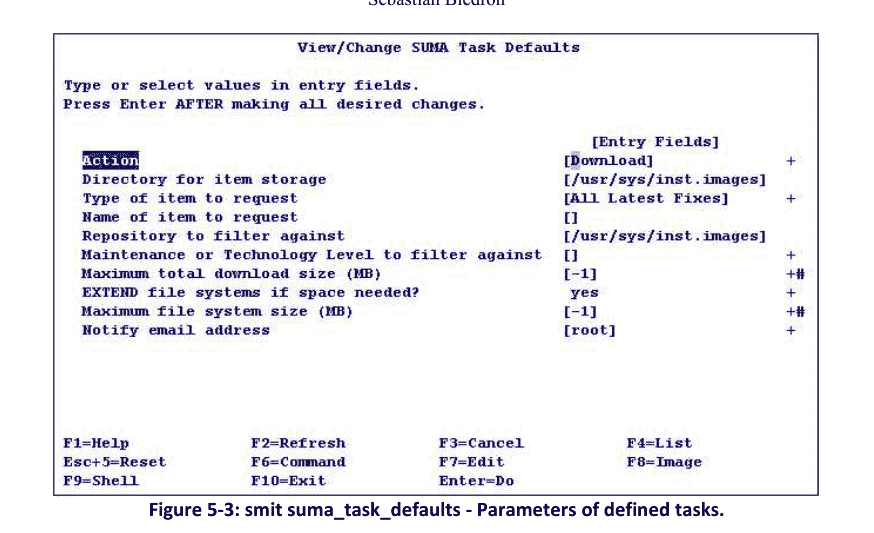 Sebastian Biedroń
View/Change SUMA Task Defaults
Type or select values in entry fields.
Press Enter AFTER making all desired changes.
[Entry Fields]
Action [Download] +
Directory for item storage [/usr/sys/inst.images]
Type of item to request [All Latest Fixes] +
Name of item to request []
Repository to filter against [/usr/sys/inst.images]
Maintenance or Technology Level to filter against [] +
Maximum total download size (MB) [-1] +#
EXTEND file systems if space needed? yes +
Maximum file system size (MB) [-1] +#
Notify email address [root] +
F1=Help F2=Refresh F3=Cancel F4=List
Esc+5=Reset F6=Command F7=Edit F8=Image
F9=Shell F10=Exit Enter=Do
Figure 5-3: smit suma_task_defaults - Parameters of defined tasks.